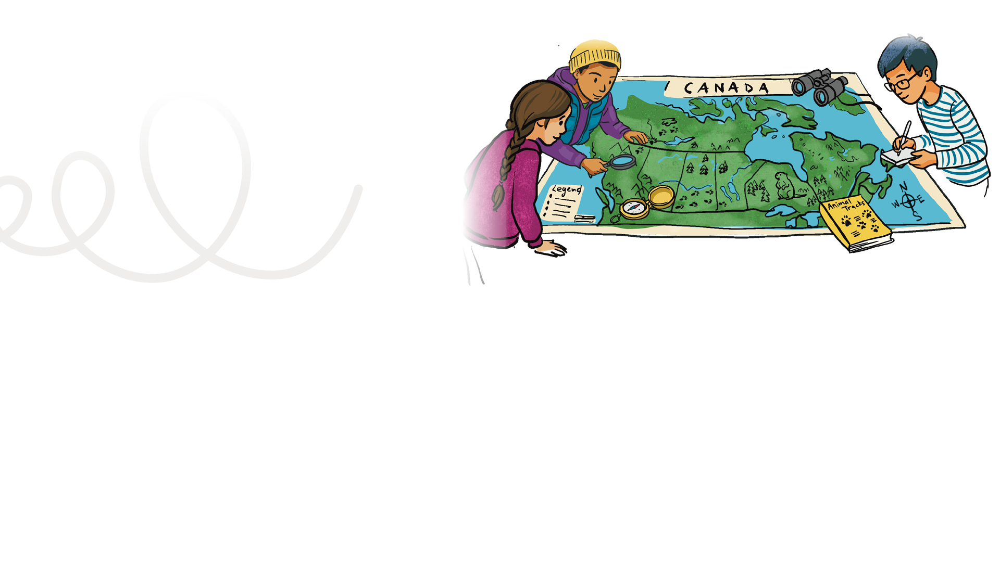 CANADA
Legend
Animal
Tracks
N
W E
S